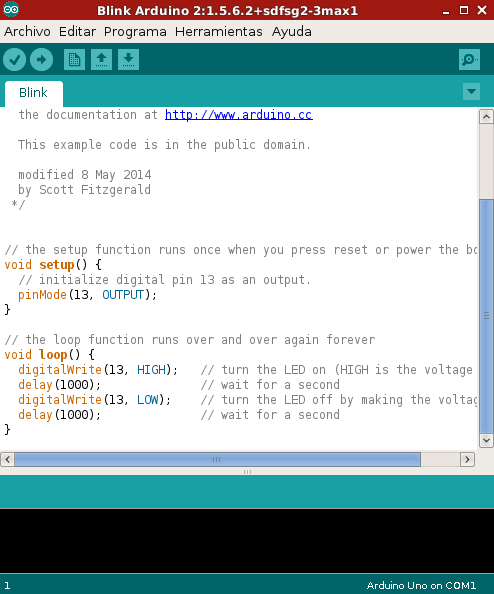 Blink Arduino 2:1.5.6.2+sdfsg2-3max1
Archivo Editar Programa Herramientas Ayuda
Blink
the documentation at http://www.arduino.cc
This example code is in the public domain.
modified 8 May 2014
by Scott Fitzgerald
*/
// the setup function runs once when you press reset or power the bo
void setup() {
// initialize digital pin 13 as an output.
pinMode(13, OUTPUT);
}
// the loop function runs over and over again forever
void loop() {
digitalWrite(13, HIGH);   // turn the LED on (HIGH is the voltage
delay(1000);              // wait for a second
digitalWrite(13, LOW);    // turn the LED off by making the voltag
delay(1000);              // wait for a second
}
1
Arduino Uno on COM1